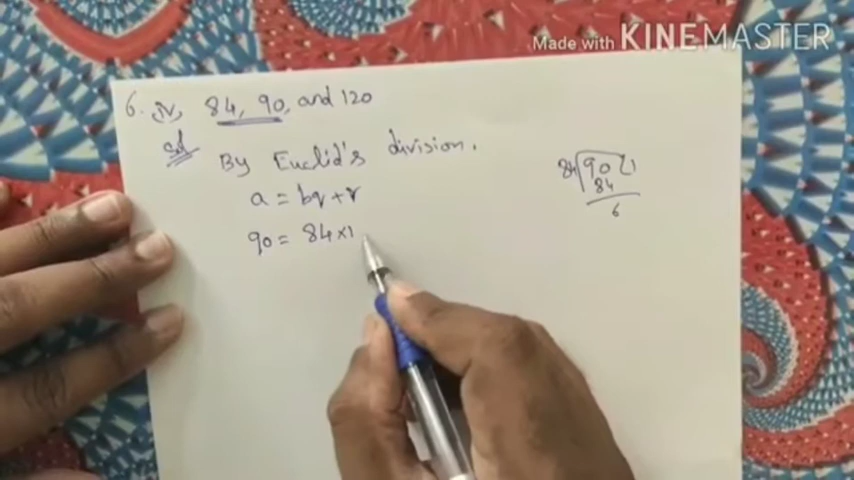 Made with KINEMASTER
6. iv, 84, 90, and 120
Sol
By Euclid's division.
a = bq + r
90 = 84 × 1
84 90 1
84
6